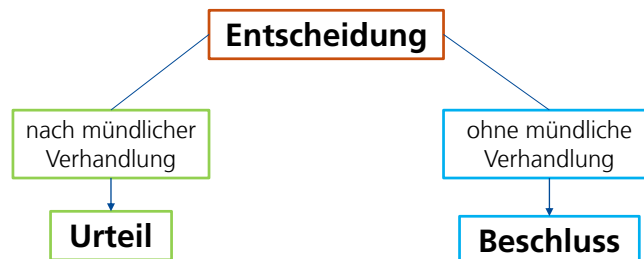 Entscheidung
nach mündlicher
Verhandlung
ohne mündliche
Verhandlung
Urteil
Beschluss